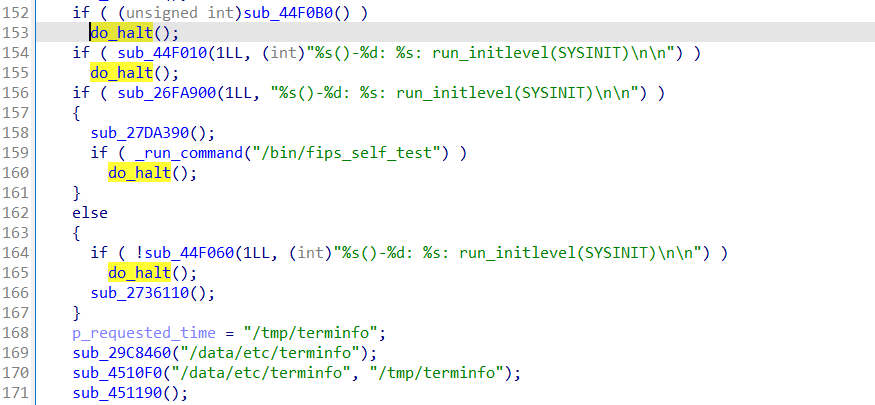 152 if ( (unsigned int)sub_44F0B0() )
153 do_halt();
154 if ( sub_44F010(1LL, (int)"%s()-%d: %s: run_initlevel(SYSINIT)\n\n") )
155 do_halt();
156 if ( sub_26FA900(1LL, "%s()-%d: %s: run_initlevel(SYSINIT)\n\n") )
157 {
158 sub_27DA390();
159 if ( _run_command("/bin/fips_self_test") )
160 do_halt();
161 }
162 else
163 {
164 if ( !sub_44F060(1LL, (int)"%s()-%d: %s: run_initlevel(SYSINIT)\n\n") )
165 do_halt();
166 sub_2736110();
167 }
168 p_requested_time = "/tmp/terminfo";
169 sub_29C8460("/data/etc/terminfo");
170 sub_4510F0("/data/etc/terminfo", "/tmp/terminfo");
171 sub_451190();